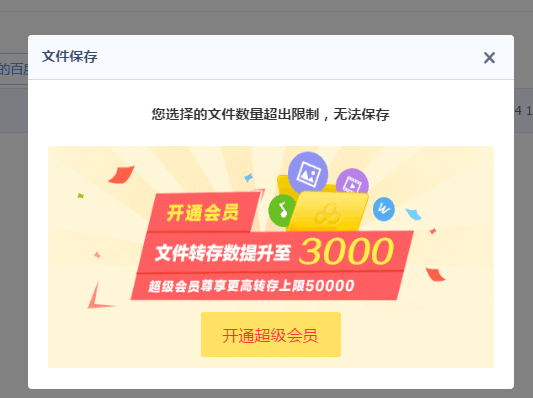 文件保存
的百度
4 1
您选择的文件数量超出限制，无法保存
开通会员
文件转存数提升至 3000
超级会员尊享更高转存上限50000
W
开通超级会员